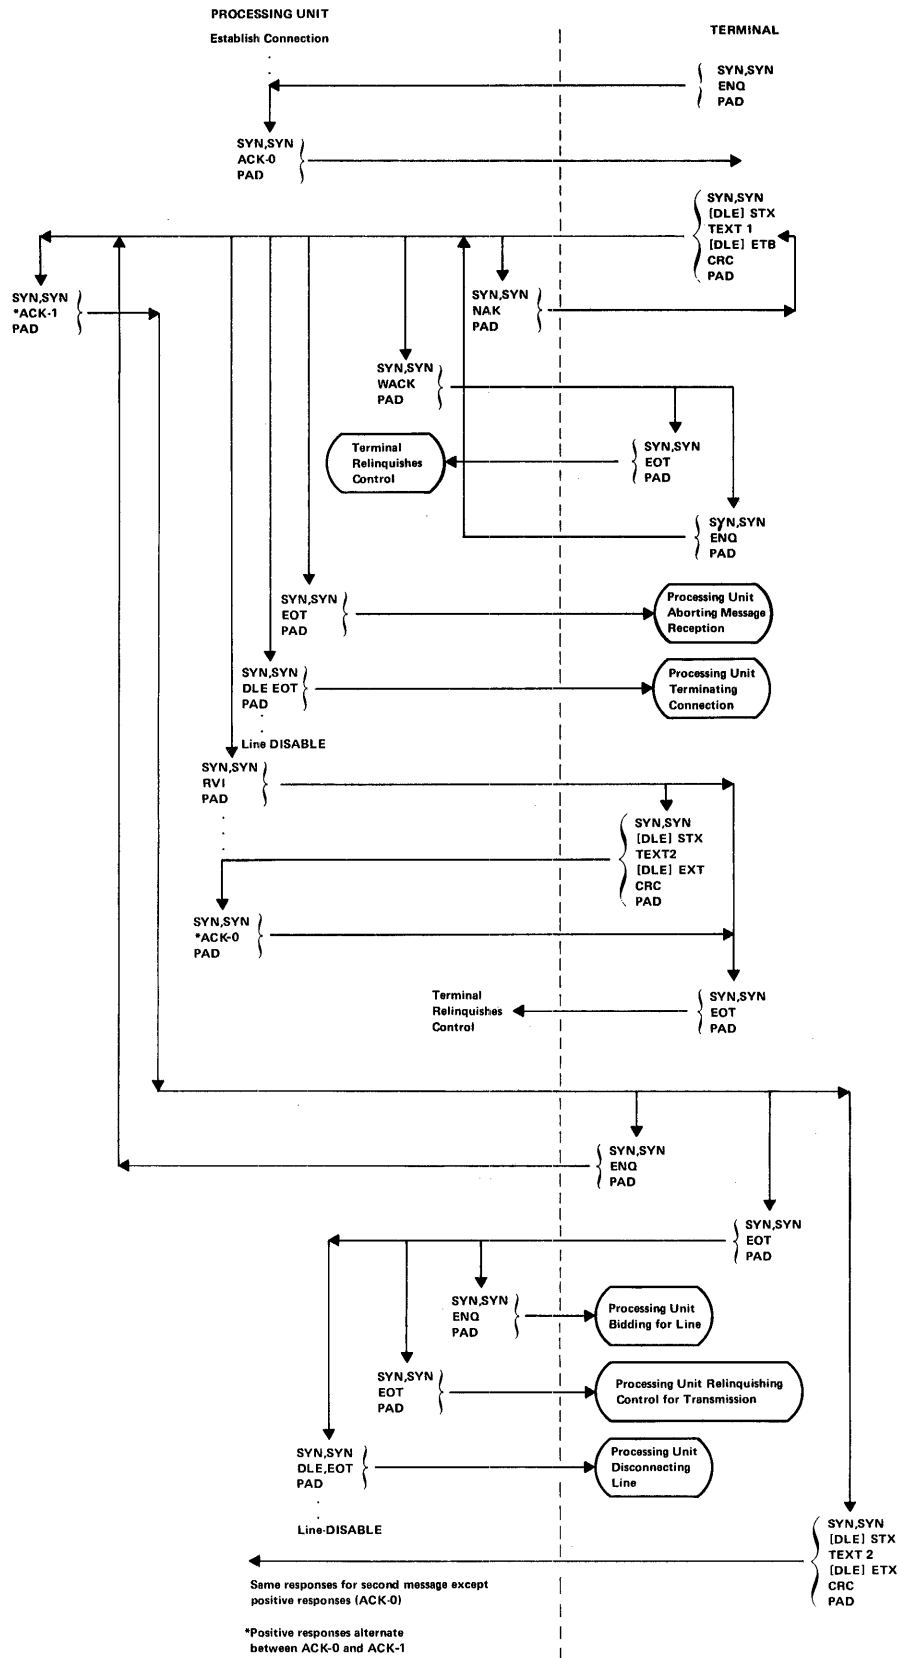 PROCESSING UNIT
Establish Connection
TERMINAL
SYN,SYN
ENQ
PAD
SYN,SYN
ACK-0
PAD
SYN,SYN
[DLE] STX
TEXT 1
[DLE] ETB
CRC
PAD
SYN,SYN
*ACK-1
PAD
SYN,SYN
NAK
PAD
SYN,SYN
WACK
PAD
Terminal
Relinquishes
Control
SYN,SYN
EOT
PAD
SYN,SYN
ENQ
PAD
SYN,SYN
EOT
PAD
Processing Unit
Aborting Message
Reception
SYN,SYN
DLE EOT
PAD
Line DISABLE
Processing Unit
Terminating
Connection
SYN,SYN
RVI
PAD
SYN,SYN
[DLE] STX
TEXT2
[DLE] EXT
CRC
PAD
SYN,SYN
*ACK-0
PAD
Terminal
Relinquishes
Control
SYN,SYN
EOT
PAD
SYN,SYN
ENQ
PAD
SYN,SYN
EOT
PAD
SYN,SYN
ENQ
PAD
Processing Unit
Bidding for Line
SYN,SYN
EOT
PAD
Processing Unit Relinquishing
Control for Transmission
SYN,SYN
DLE,EOT
PAD
Line-DISABLE
Processing Unit
Disconnecting
Line
SYN,SYN
[DLE] STX
TEXT 2
[DLE] ETX
CRC
PAD
Same responses for second message except
positive responses (ACK-0)
*Positive responses alternate
between ACK-0 and ACK-1